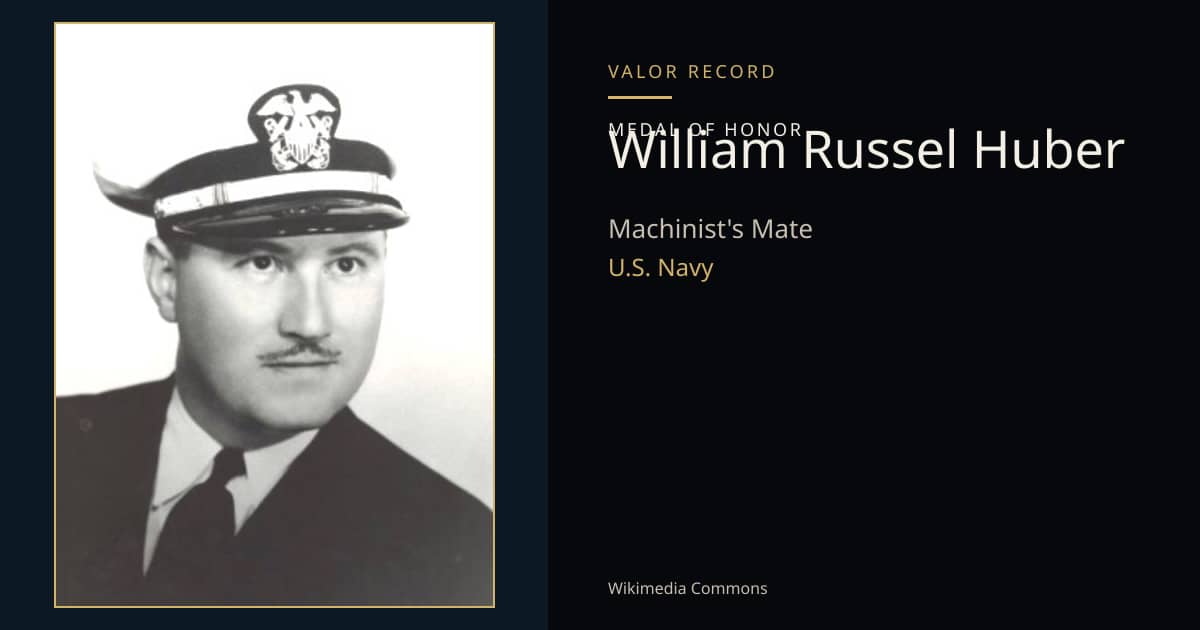 VALOR RECORD
MEDAL OF HONOR
William Russel Huber
Machinist's Mate
U.S. Navy
Wikimedia Commons